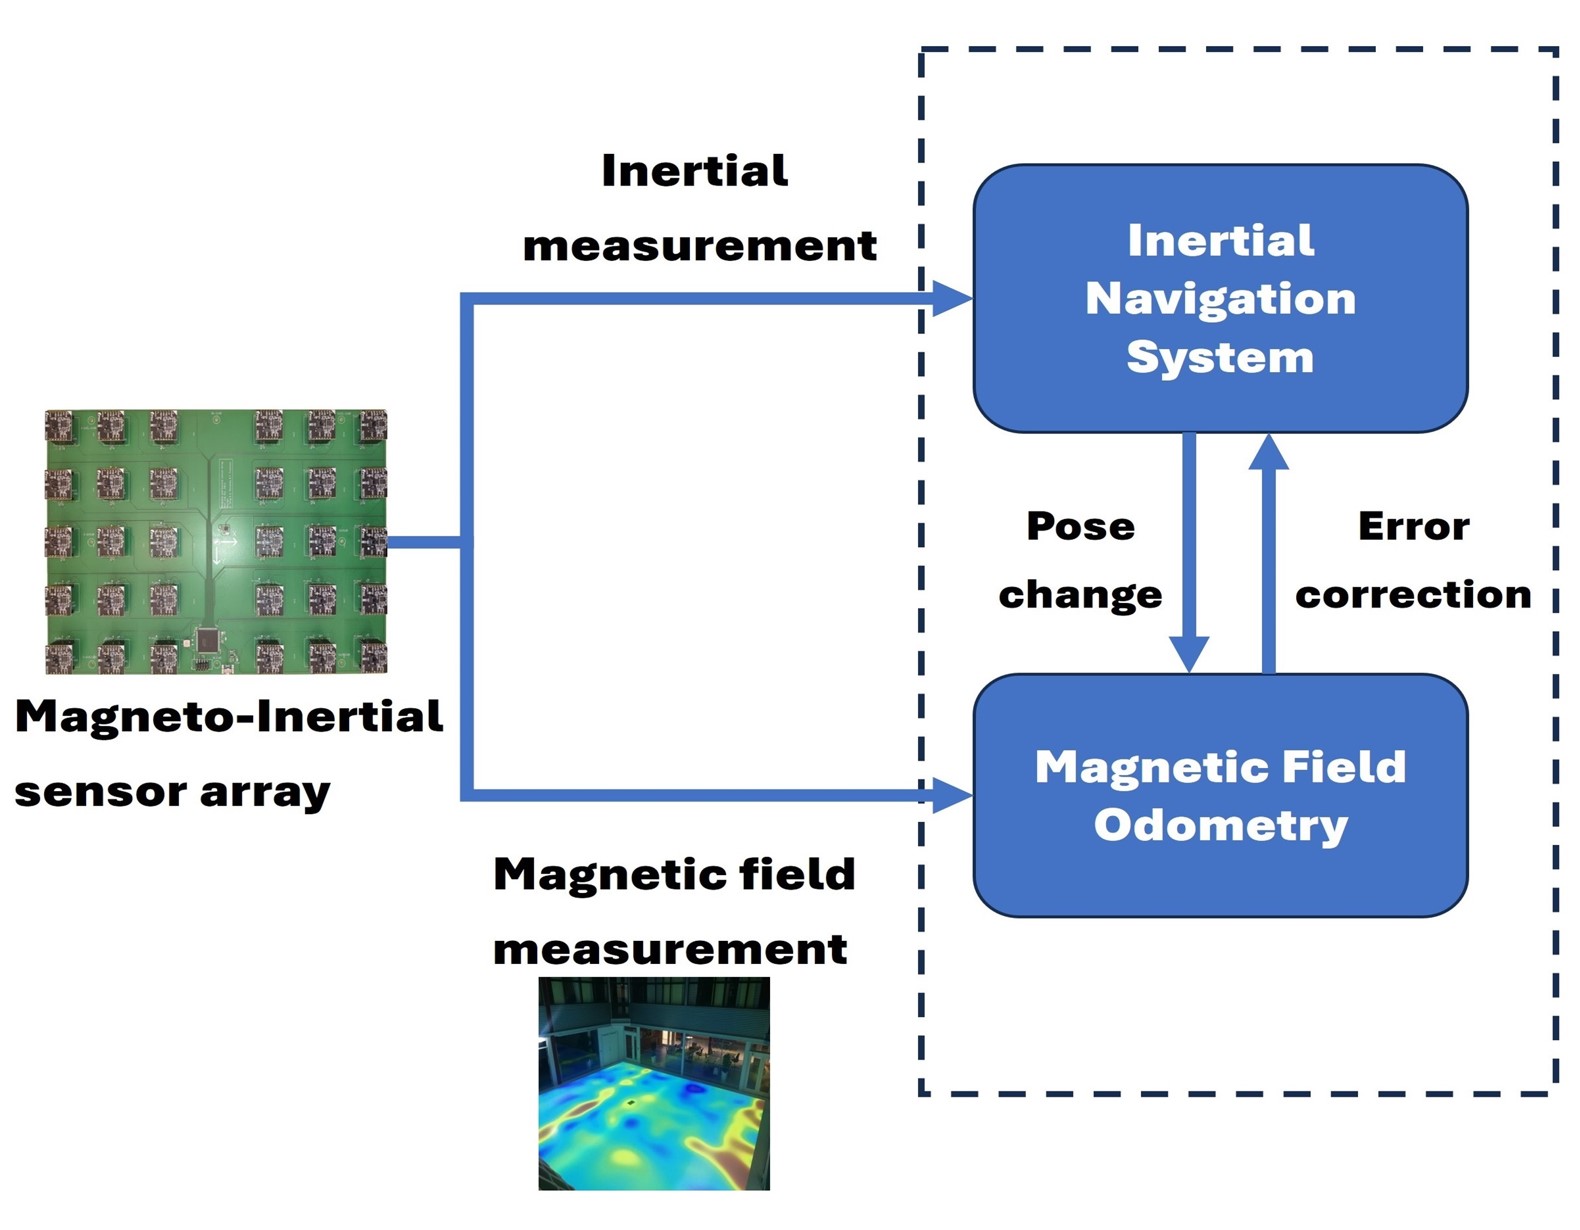 Inertial
measurement
Inertial
Navigation
System
Pose
change
Error
correction
Magneto-Inertial
sensor array
Magnetic Field
Odometry
Magnetic field
measurement